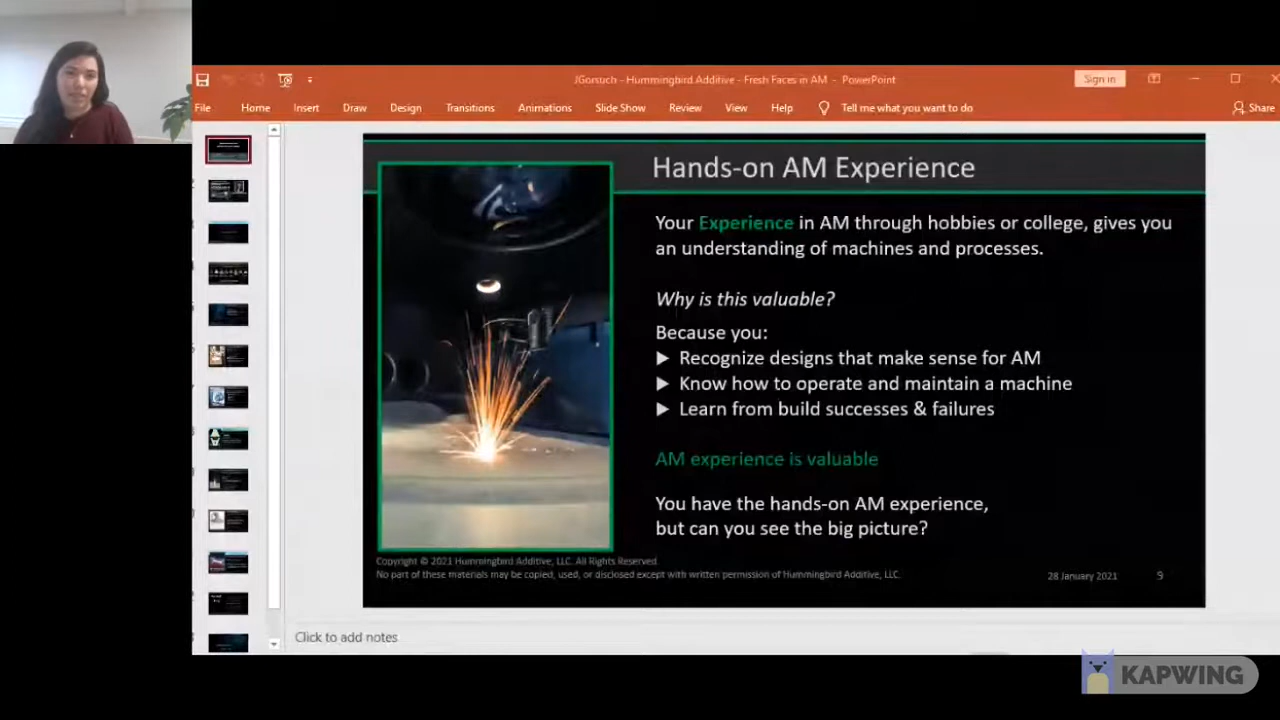 JGorsuch - Hummingbird Additive - Fresh Faces in AM - PowerPoint
Sign in
File Home Insert Draw Design Transitions Animations Slide Show Review View Help Tell me what you want to do Share
Hands-on AM Experience
Your Experience in AM through hobbies or college, gives you
an understanding of machines and processes.
Why is this valuable?
Because you:
Recognize designs that make sense for AM
Know how to operate and maintain a machine
Learn from build successes & failures
AM experience is valuable
You have the hands-on AM experience,
but can you see the big picture?
Copyright © 2021 Hummingbird Additive, LLC. All Rights Reserved.
No part of these materials may be copied, used, or disclosed except with written permission of Hummingbird Additive, LLC.
28 January 2021 9
Click to add notes
KAPWING